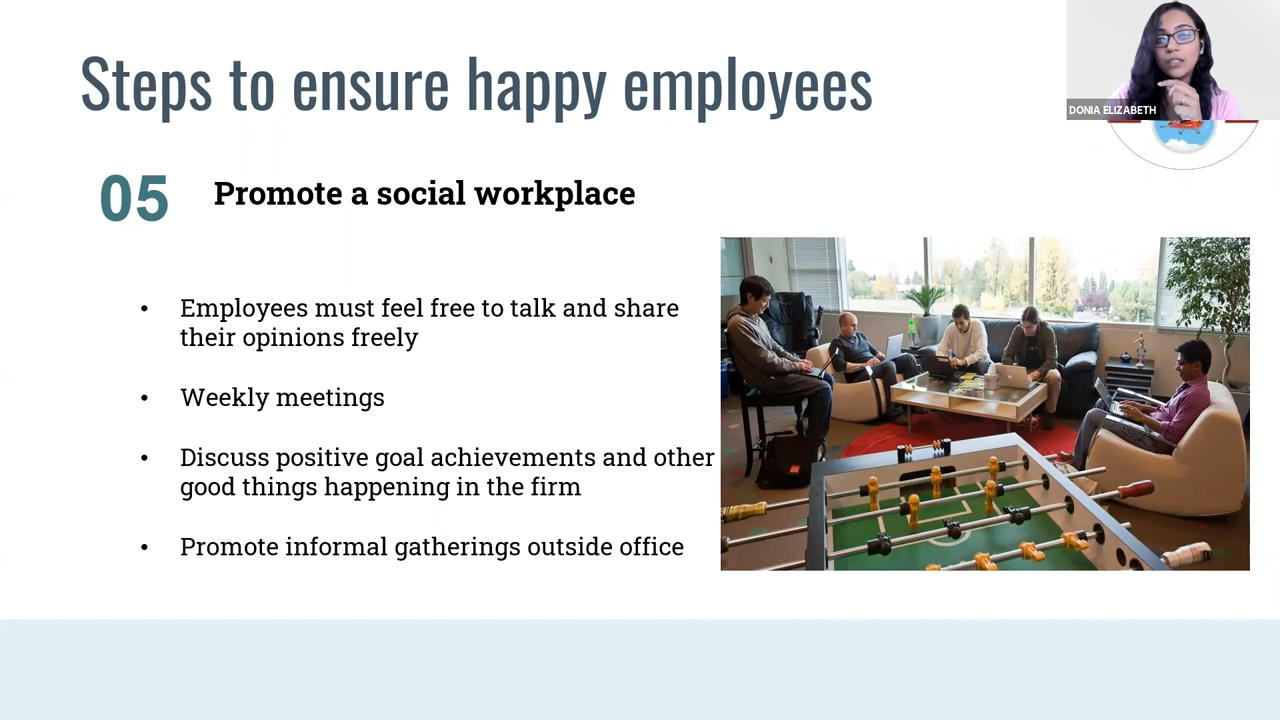 Steps to ensure happy employees
DONIA ELIZABETH
05
Promote a social workplace
• Employees must feel free to talk and share
their opinions freely
• Weekly meetings
• Discuss positive goal achievements and other
good things happening in the firm
• Promote informal gatherings outside office